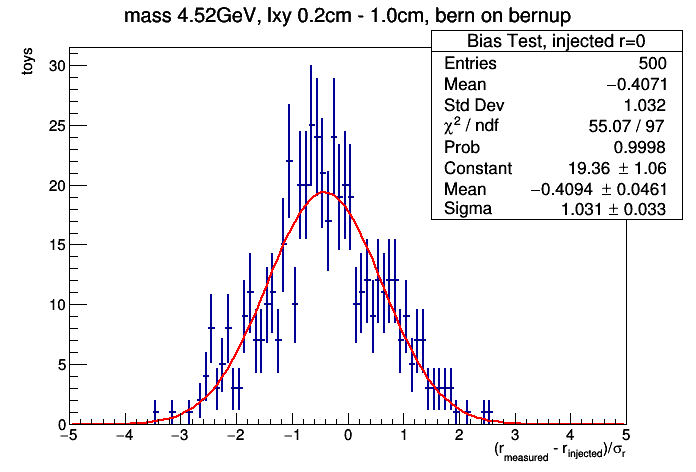 mass 4.52GeV, lxy 0.2cm - 1.0cm, bern on bernup
Bias Test, injected r=0
Entries 500
Mean −0.4071
Std Dev 1.032
χ² / ndf 55.07 / 97
Prob 0.9998
Constant 19.36 ± 1.06
Mean −0.4094 ± 0.0461
Sigma 1.031 ± 0.033
toys
30
25
20
15
10
5
0
−5 −4 −3 −2 −1 0 1 2 3 4 5
(r_measured - r_injected)/σ_r